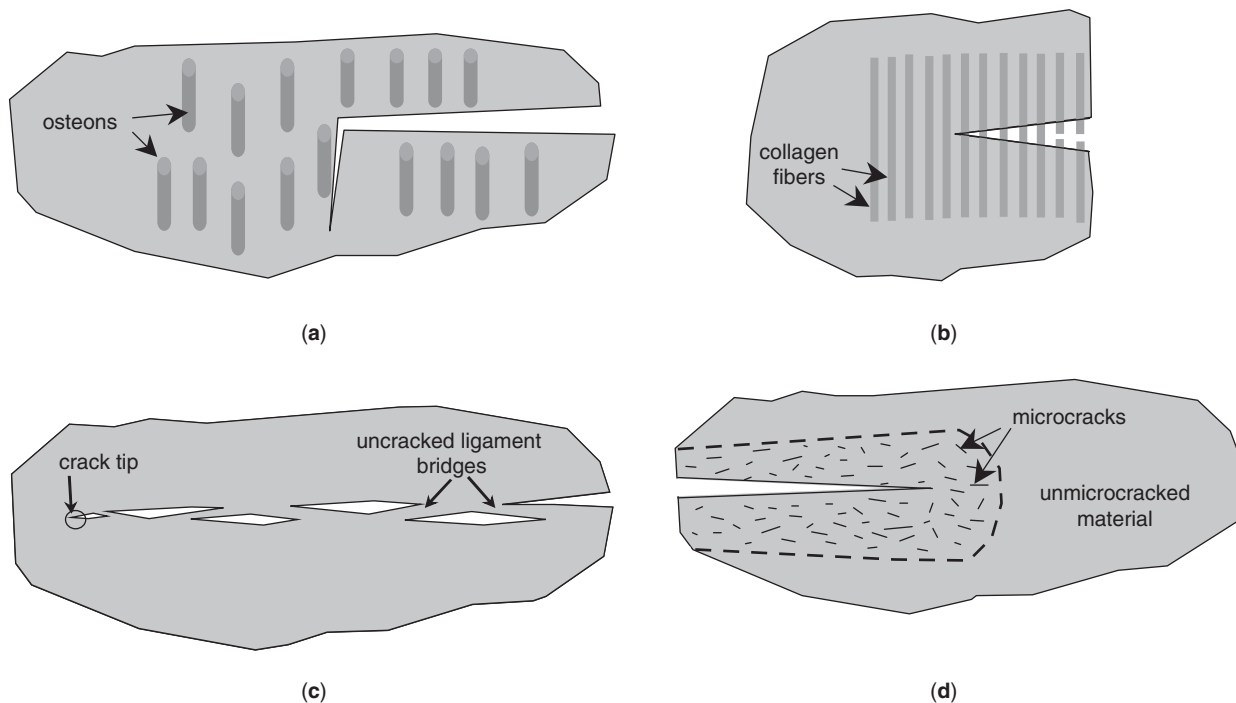 osteons
(a)
collagen
fibers
(b)
crack tip
uncracked ligament
bridges
(c)
microcracks
unmicrocracked
material
(d)